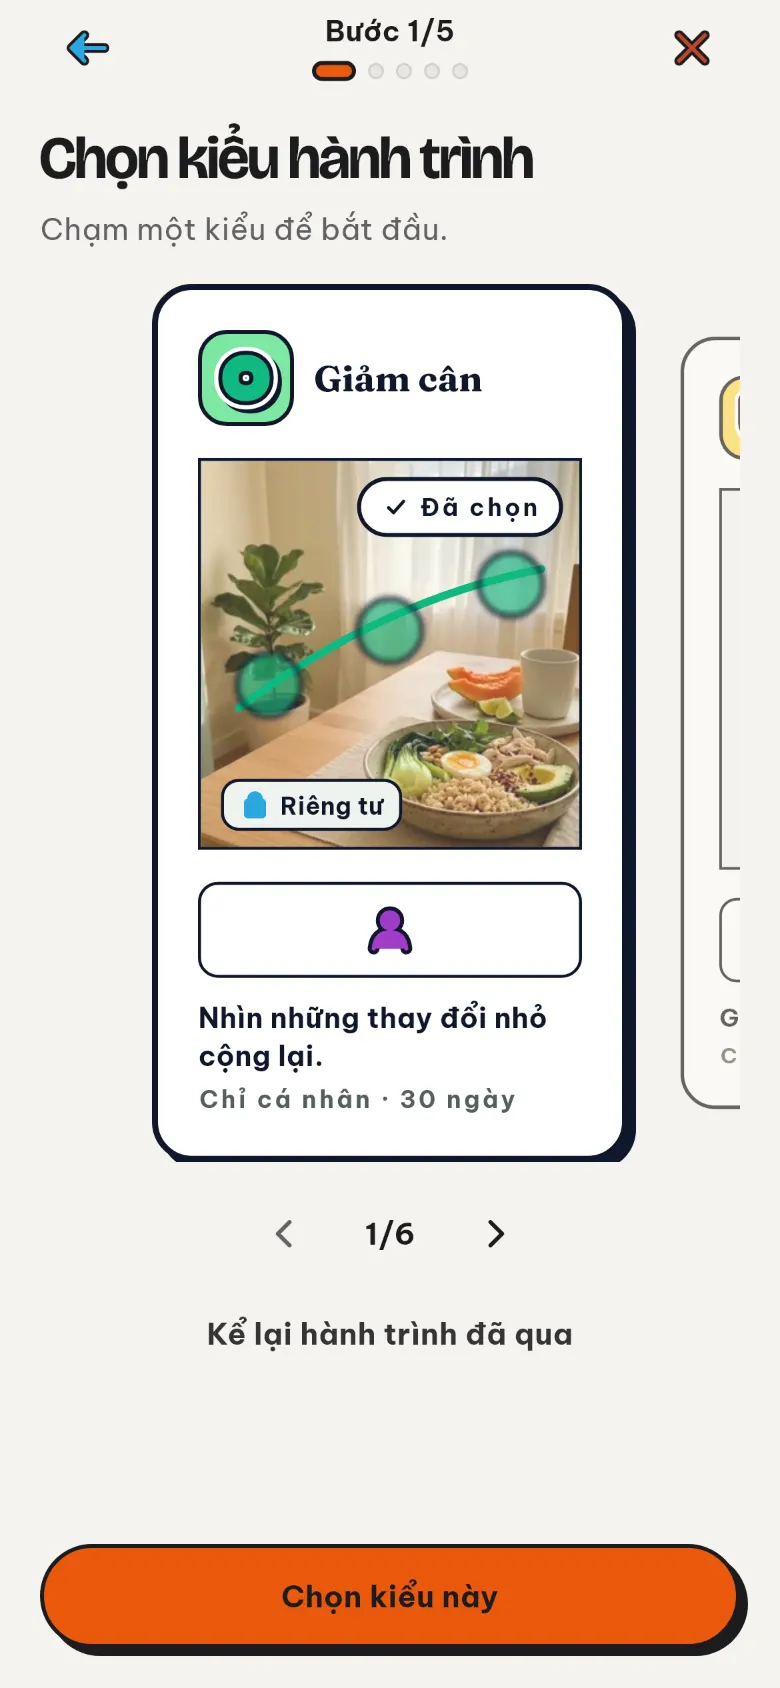 Bước 1/5
Chọn kiểu hành trình
Chạm một kiểu để bắt đầu.
Giảm cân
Đã chọn
Riêng tư
Nhìn những thay đổi nhỏ
cộng lại.
Chỉ cá nhân · 30 ngày
G
C
1/6
Kể lại hành trình đã qua
Chọn kiểu này